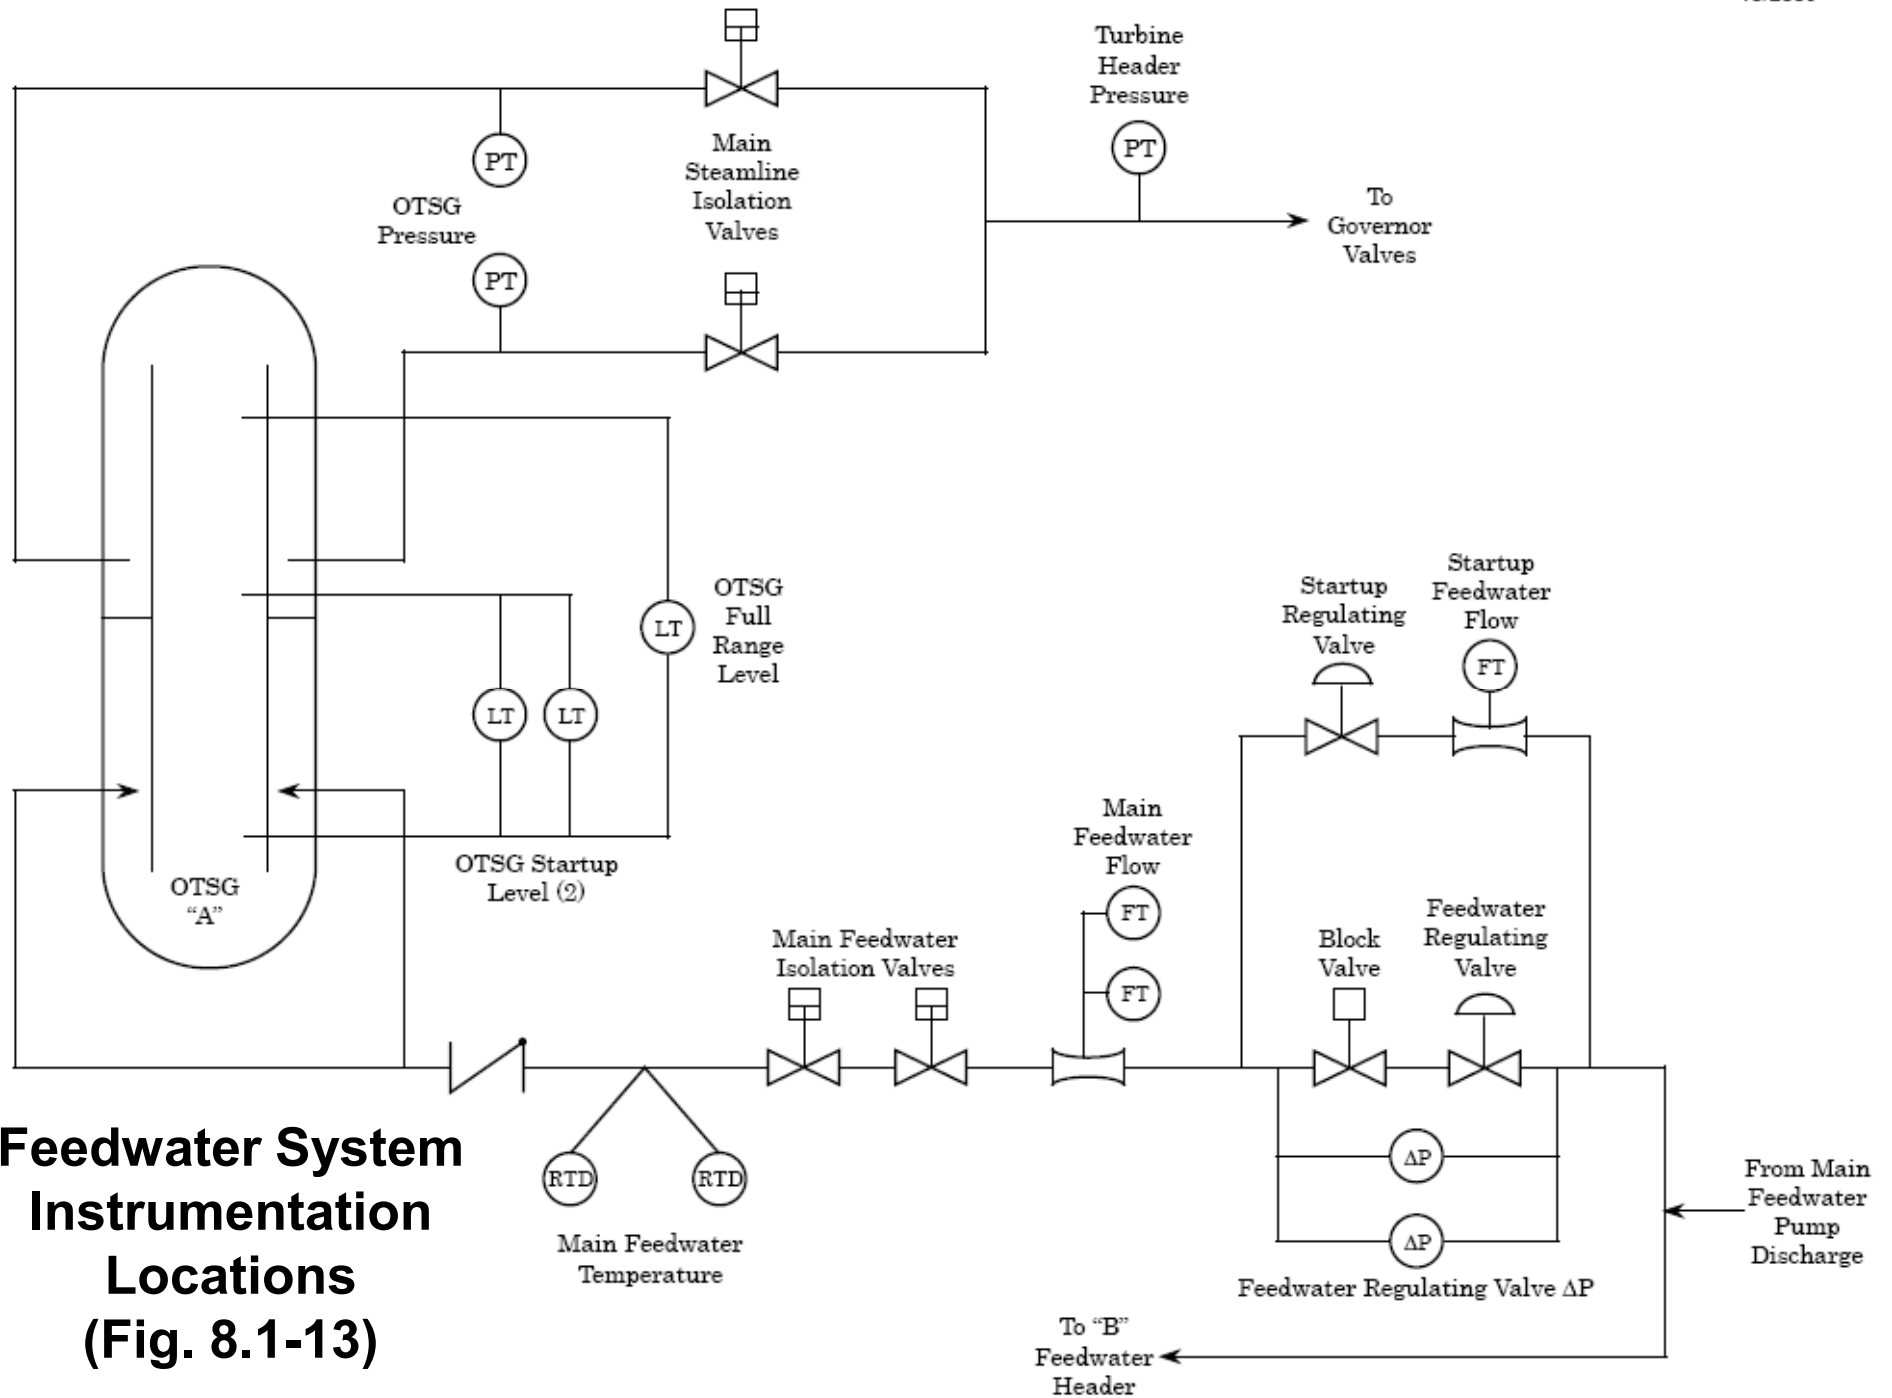 Turbine
Header
Pressure
PT
PT
Main
Steamline
Isolation
Valves
OTSG
Pressure
PT
To
Governor
Valves
OTSG
Full
Range
Level
LT
LT
LT
Startup
Regulating
Valve
Startup
Feedwater
Flow
FT
OTSG Startup
Level (2)
OTSG
“A”
Main
Feedwater
Flow
FT
FT
Main Feedwater
Isolation Valves
Block
Valve
Feedwater
Regulating
Valve
RTD
RTD
Main Feedwater
Temperature
ΔP
ΔP
Feedwater Regulating Valve ΔP
From Main
Feedwater
Pump
Discharge
To “B”
Feedwater
Header
Feedwater System
Instrumentation
Locations
(Fig. 8.1-13)